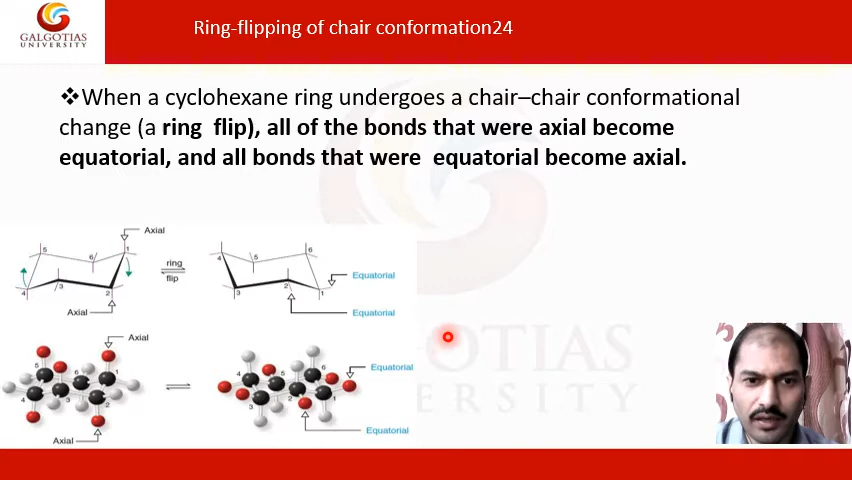 GALGOTIAS
UNIVERSITY
Ring-flipping of chair conformation24
❖When a cyclohexane ring undergoes a chair–chair conformational
change (a ring flip), all of the bonds that were axial become
equatorial, and all bonds that were equatorial become axial.
Axial
5
6
1
4
3
2
Axial
ring
flip
4
5
6
3
2
1
Equatorial
Equatorial
Axial
5
6
1
4
3
2
Axial
4
5
6
3
2
1
Equatorial
Equatorial
GOTIAS
ERSITY